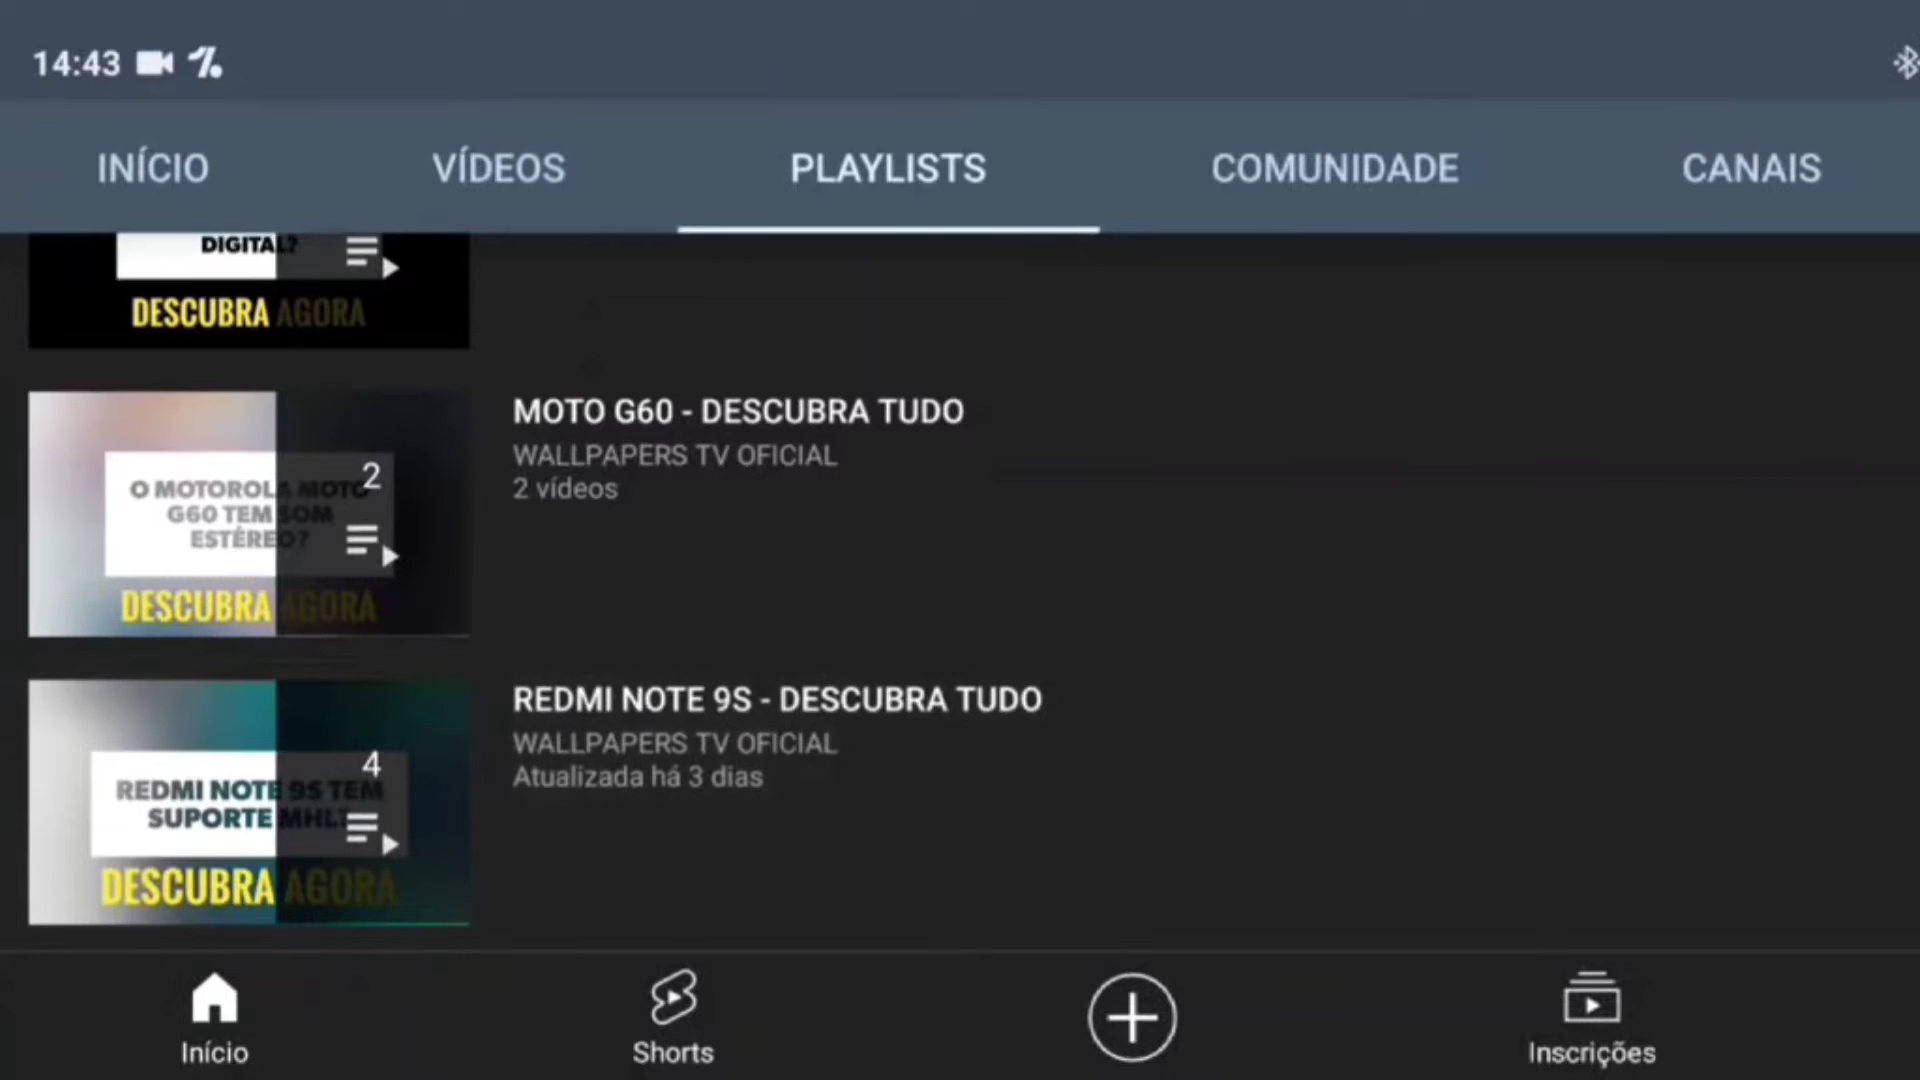 14:43
INÍCIO
VÍDEOS
PLAYLISTS
COMUNIDADE
CANAIS
DIGITAL?
DESCUBRA AGORA
2
O MOTOROLA MOTO
G60 TEM SOM
ESTÉREO?
DESCUBRA AGORA
MOTO G60 - DESCUBRA TUDO
WALLPAPERS TV OFICIAL
2 vídeos
4
REDMI NOTE 9S TEM
SUPORTE
DESCUBRA AGORA
REDMI NOTE 9S - DESCUBRA TUDO
WALLPAPERS TV OFICIAL
Atualizada há 3 dias
Início
Shorts
Inscrições